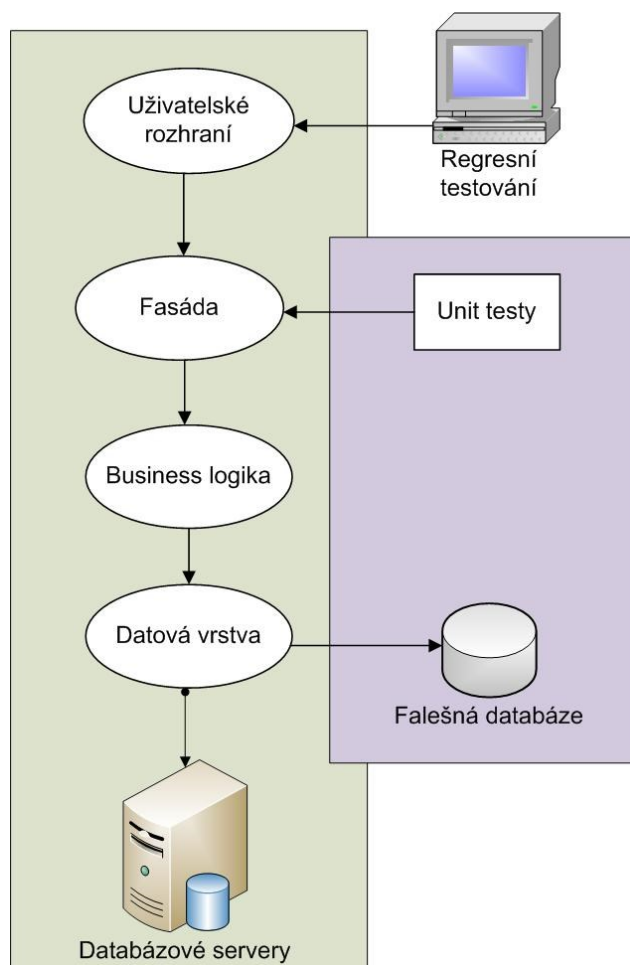 Uživatelské
rozhraní
Regresní
testování
Fasáda
Unit testy
Business logika
Datová vrstva
Falešná databáze
Databázové servery